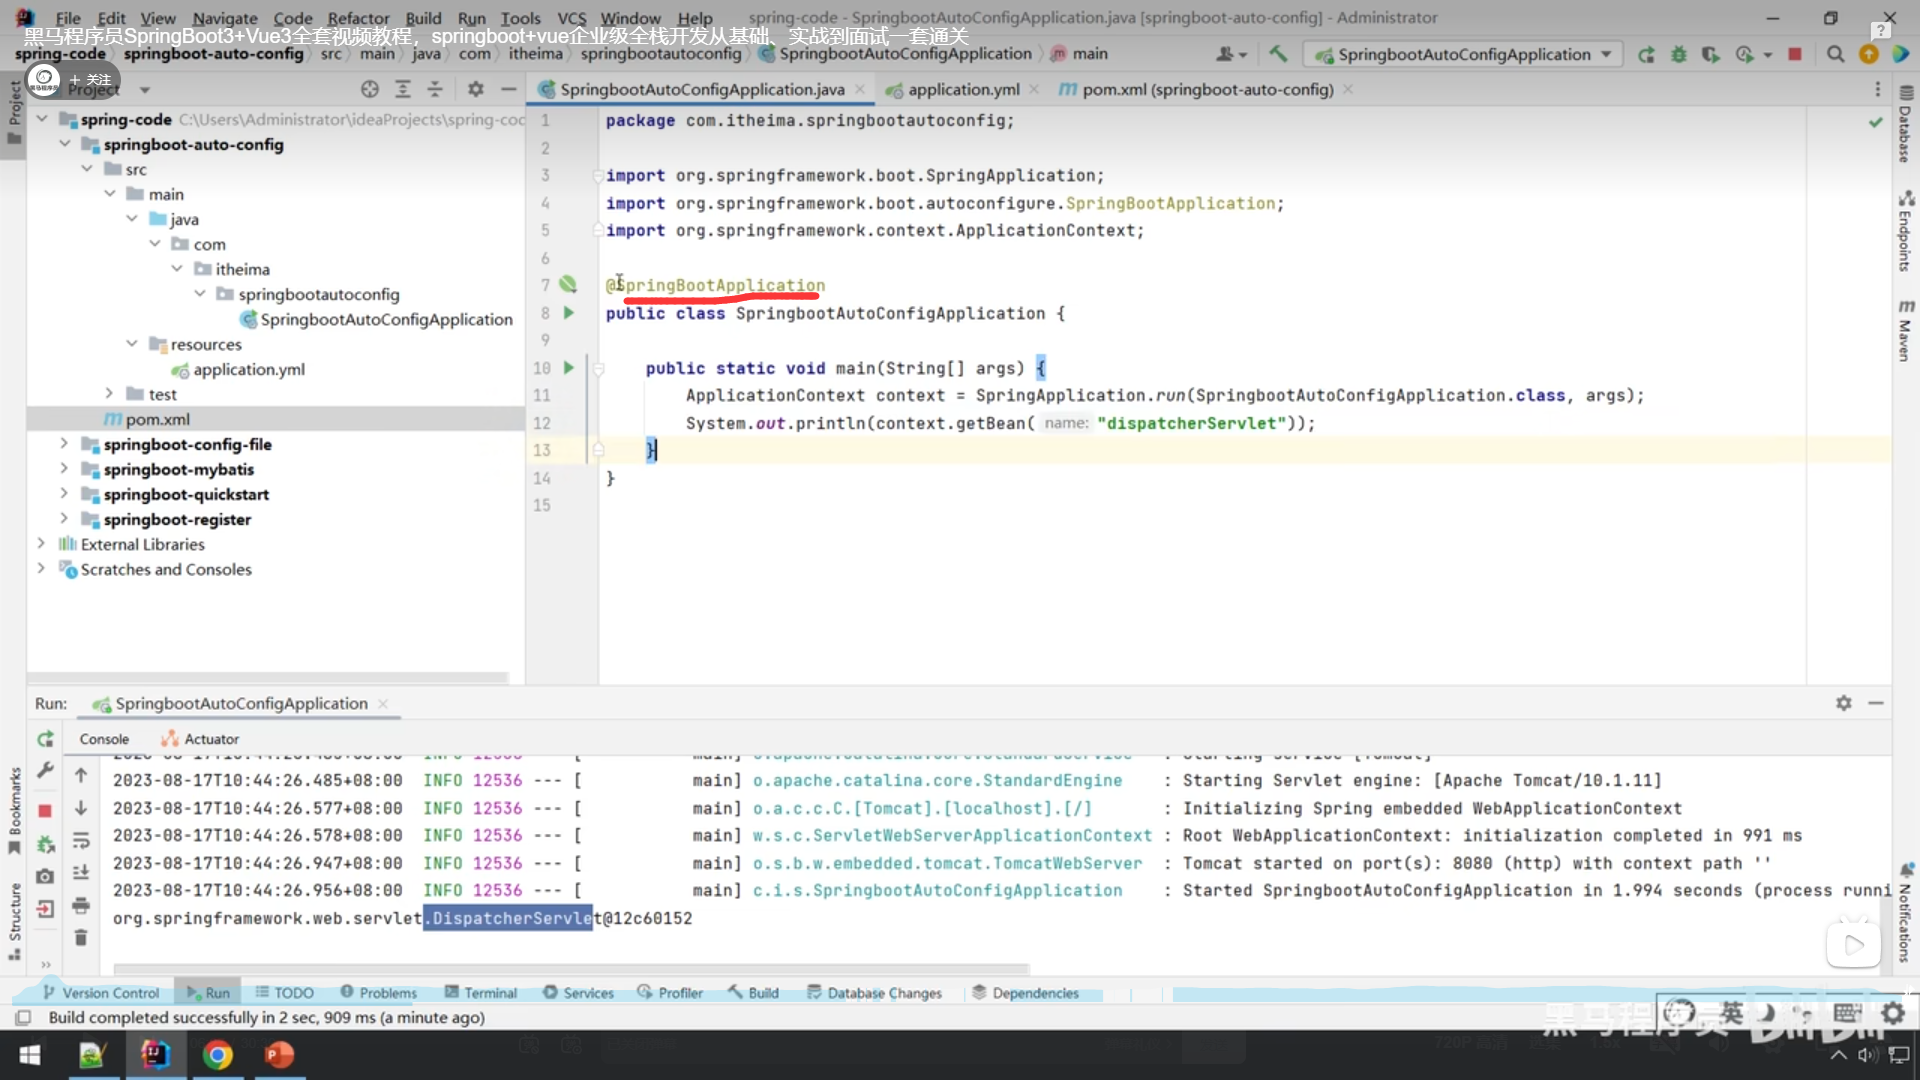 File Edit View Navigate Code Refactor Build Run Tools VCS Window Help spring-code - SpringbootAutoConfigApplication.java [springboot-auto-config] - Administrator
黑马程序员SpringBoot3+Vue3全套视频教程，springboot+vue企业级全栈开发从基础、实战到面试一套通关
spring-code springboot-auto-config src main java com itheima springbootautoconfig SpringbootAutoConfigApplication main SpringbootAutoConfigApplication
+ 关注
Project
SpringbootAutoConfigApplication.java application.yml pom.xml (springboot-auto-config)
Project
spring-code C:\Users\Administrator\ideaProjects\spring-coc
springboot-auto-config
src
main
java
com
itheima
springbootautoconfig
SpringbootAutoConfigApplication
resources
application.yml
test
pom.xml
springboot-config-file
springboot-mybatis
springboot-quickstart
springboot-register
External Libraries
Scratches and Consoles
1 package com.itheima.springbootautoconfig;
2
3 import org.springframework.boot.SpringApplication;
4 import org.springframework.boot.autoconfigure.SpringBootApplication;
5 import org.springframework.context.ApplicationContext;
6
7 @SpringBootApplication
8 public class SpringbootAutoConfigApplication {
9
10 public static void main(String[] args) {
11 ApplicationContext context = SpringApplication.run(SpringbootAutoConfigApplication.class, args);
12 System.out.println(context.getBean( name: "dispatcherServlet"));
13 }
14 }
15
Database
Endpoints
Maven
Notifications
Bookmarks
Structure
Run: SpringbootAutoConfigApplication
Console Actuator
2023-08-17T10:44:26.485+08:00 INFO 12536 --- [ main] o.apache.catalina.core.StandardEngine : Starting Servlet engine: [Apache Tomcat/10.1.11]
2023-08-17T10:44:26.577+08:00 INFO 12536 --- [ main] o.a.c.c.C.[Tomcat].[localhost].[/] : Initializing Spring embedded WebApplicationContext
2023-08-17T10:44:26.578+08:00 INFO 12536 --- [ main] w.s.c.ServletWebServerApplicationContext : Root WebApplicationContext: initialization completed in 991 ms
2023-08-17T10:44:26.947+08:00 INFO 12536 --- [ main] o.s.b.w.embedded.tomcat.TomcatWebServer : Tomcat started on port(s): 8080 (http) with context path ''
2023-08-17T10:44:26.956+08:00 INFO 12536 --- [ main] c.i.s.SpringbootAutoConfigApplication : Started SpringbootAutoConfigApplication in 1.994 seconds (process runni
org.springframework.web.servlet.DispatcherServlet@12c60152
Version Control Run TODO Problems Terminal Services Profiler Build Database Changes Dependencies
Build completed successfully in 2 sec, 909 ms (a minute ago)
黑马程序员 bilibili
英